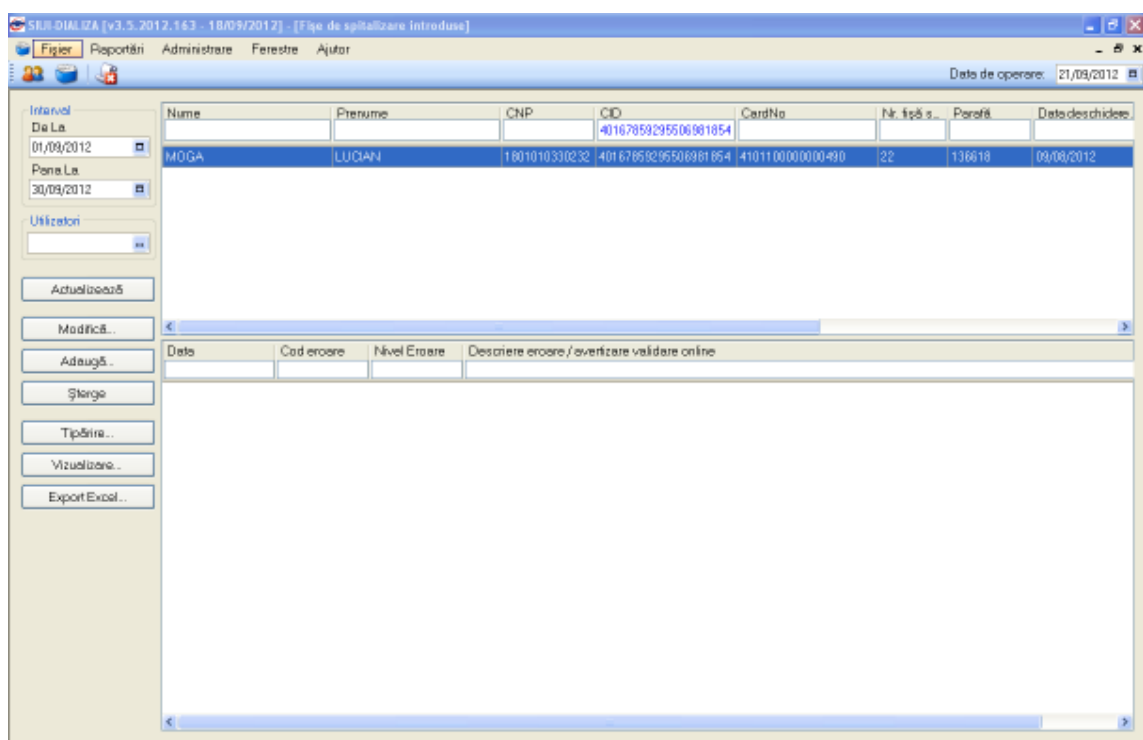 SIUI-DIALIZA [v3.5.2012.163 - 18/09/2012] - [Fişe de spitalizare introduse]
Fişier Raportări Administrare Ferestre Ajutor
Data de operare: 21/09/2012
Interval
De La
01/09/2012
Pana La
30/09/2012
Utilizatori
Actualizează
Modifică...
Adaugă...
Şterge
Tipărire...
Vizualizare...
Export Excel...
Nume Prenume CNP CID CardNo Nr. fişă s... Parafă Data deschidere
40167859295506981854
MOGA LUCIAN 1801010330232 40167859295506981854 4101100000000490 22 136618 09/08/2012
Data Cod eroare Nivel Eroare Descriere eroare / avertizare validare online